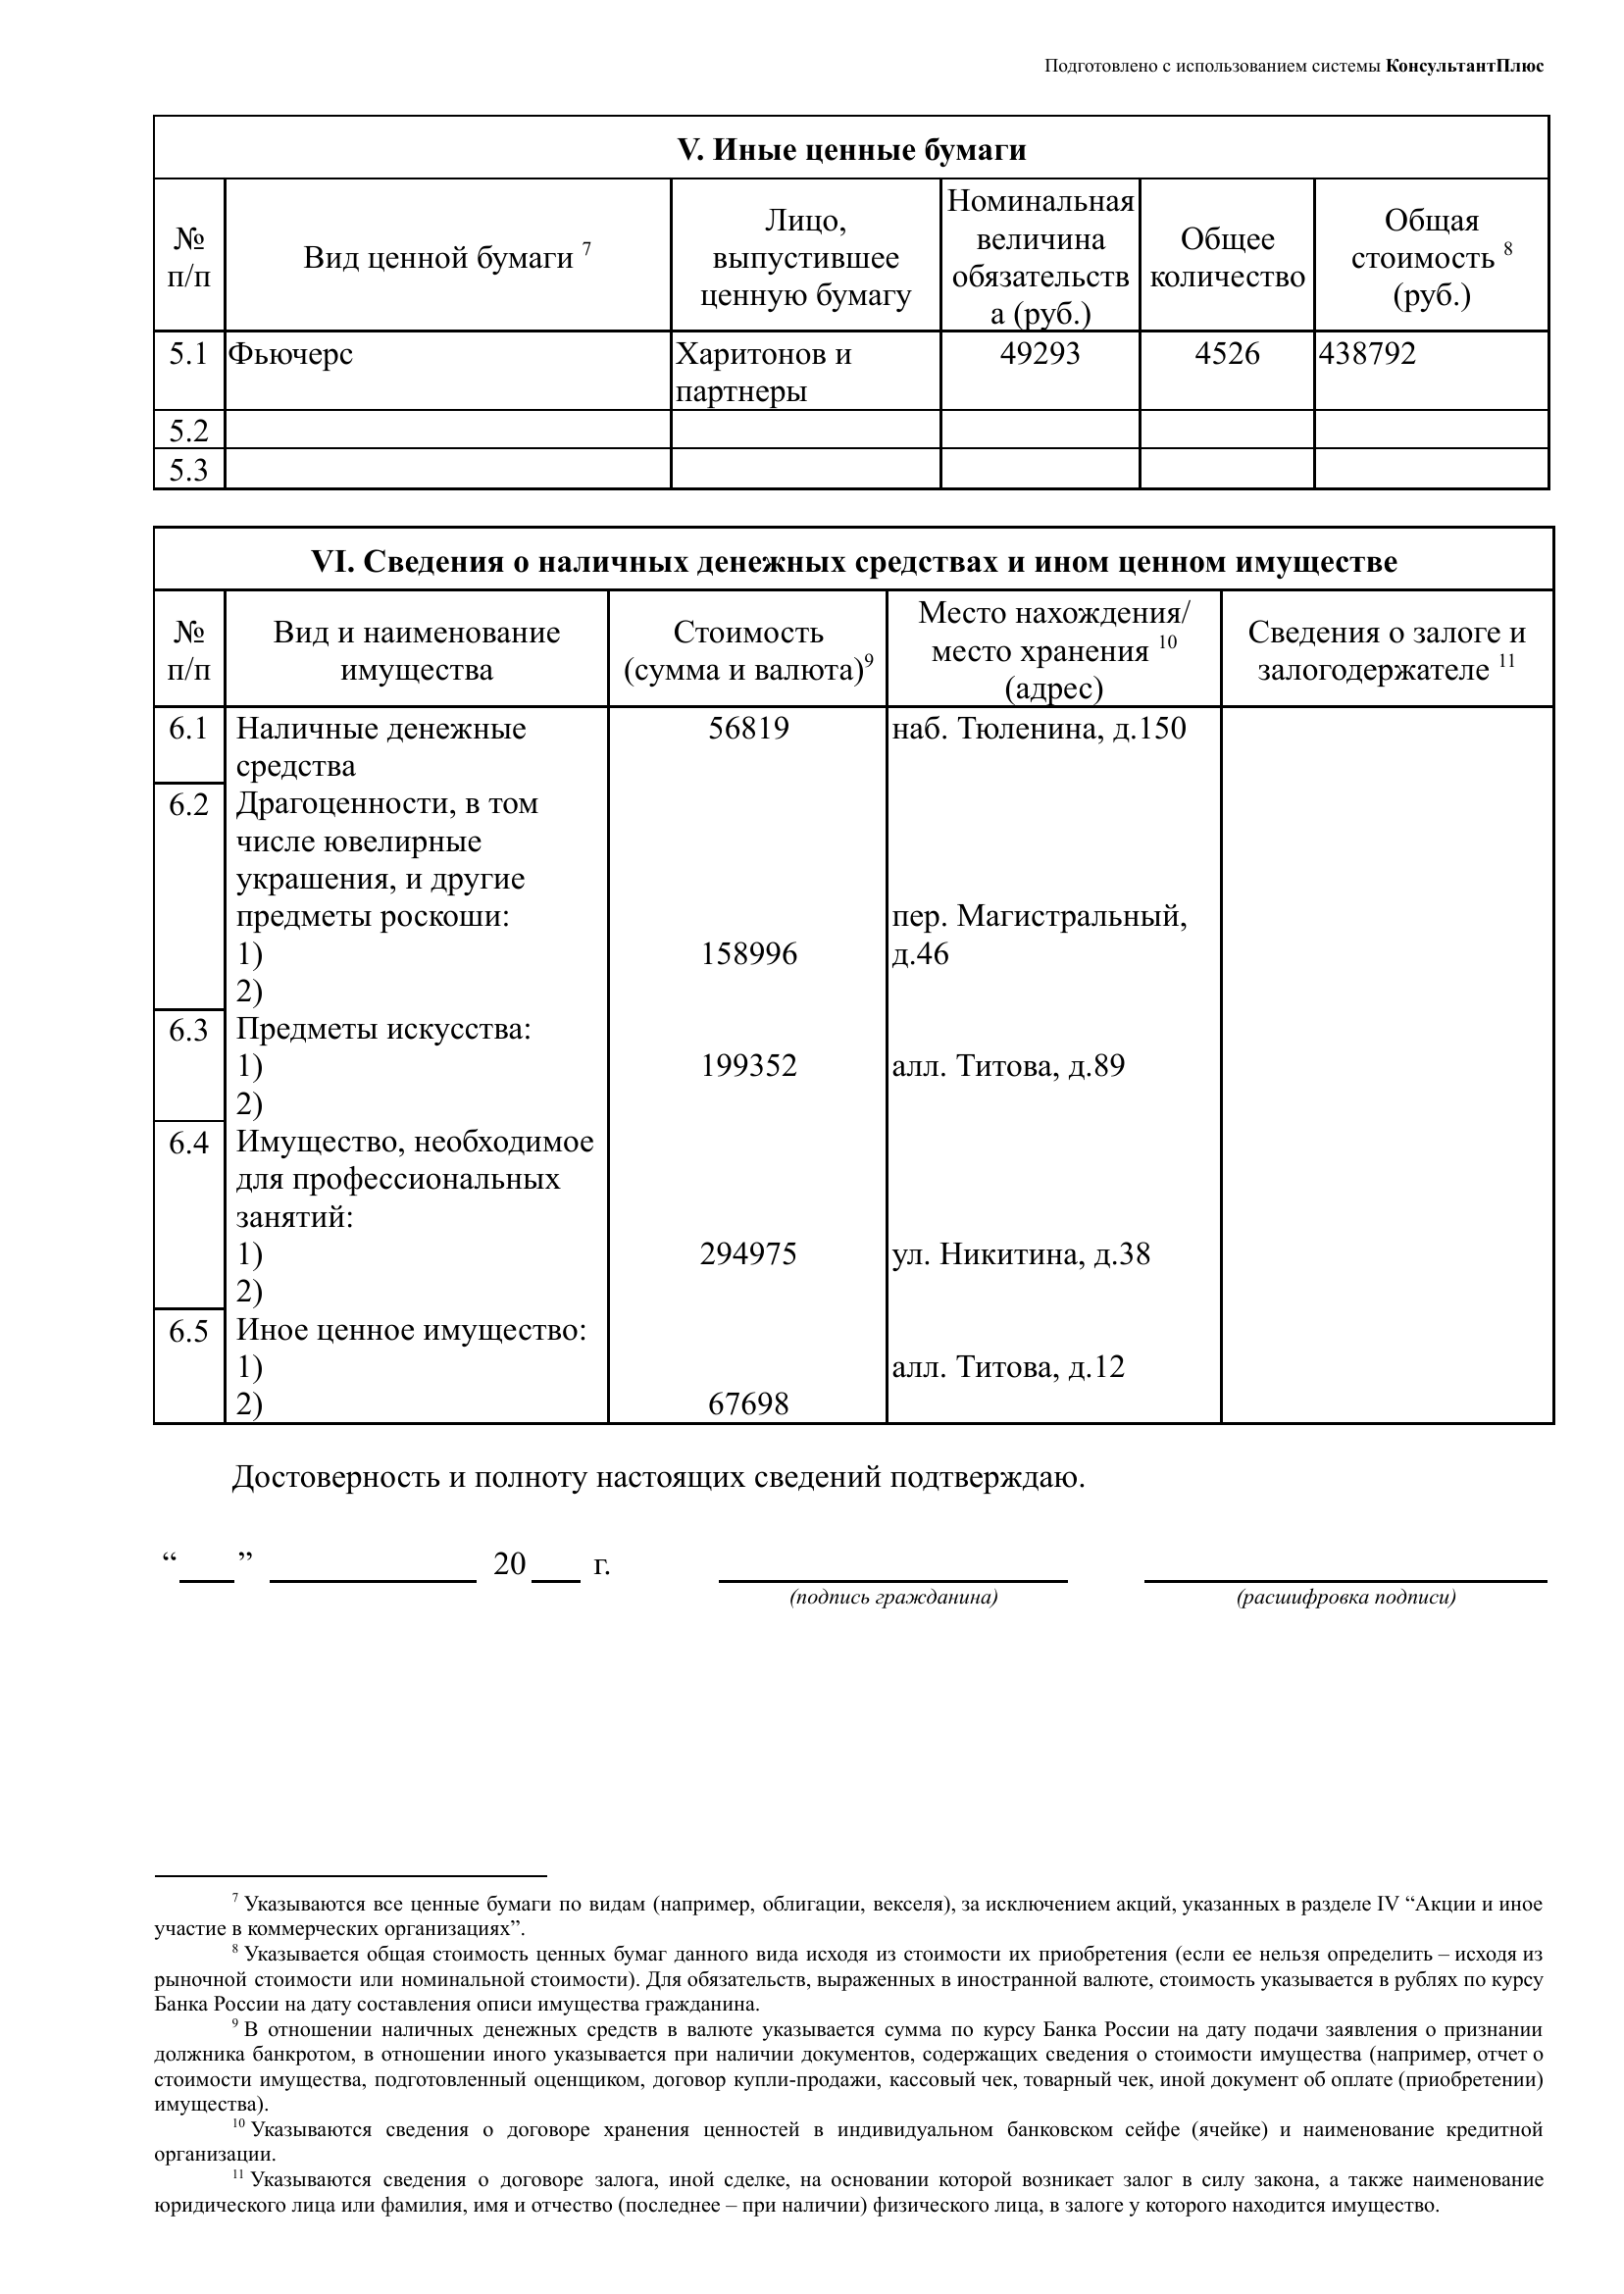 Подготовлено с использованием системы КонсультантПлюс
V. Иные ценные бумаги
№ п/п
Вид ценной бумаги 7
Лицо,
выпустившее
ценную бумагу
Номинальная
величина
обязательств
а (руб.)
Общее
количество
Общая
стоимость 8
(руб.)
5.1 Фьючерс Харитонов и 49293 4526 438792
партнеры
5.2
5.3
VI. Сведения о наличных денежных средствах и ином ценном имуществе
№ п/п
Вид и наименование
имущества
Стоимость
(сумма и валюта)9
Место нахождения/
место хранения 10
(адрес)
Сведения о залоге и
залогодержателе 11
6.1 Наличные денежные 56819 наб. Тюленина, д.150
средства
6.2 Драгоценности, в том
числе ювелирные
украшения, и другие
предметы роскоши: пер. Магистральный,
1) 158996 д.46
2)
6.3 Предметы искусства:
1) 199352 алл. Титова, д.89
2)
6.4 Имущество, необходимое
для профессиональных
занятий:
1) 294975 ул. Никитина, д.38
2)
6.5 Иное ценное имущество:
1) алл. Титова, д.12
2) 67698
Достоверность и полноту настоящих сведений подтверждаю.
“___” ____________ 20___ г.
(подпись гражданина) (расшифровка подписи)
7 Указываются все ценные бумаги по видам (например, облигации, векселя), за исключением акций, указанных в разделе IV “Акции и иное
участие в коммерческих организациях”.
8 Указывается общая стоимость ценных бумаг данного вида исходя из стоимости их приобретения (если ее нельзя определить – исходя из
рыночной стоимости или номинальной стоимости). Для обязательств, выраженных в иностранной валюте, стоимость указывается в рублях по курсу
Банка России на дату составления описи имущества гражданина.
9 В отношении наличных денежных средств в валюте указывается сумма по курсу Банка России на дату подачи заявления о признании
должника банкротом, в отношении иного указывается при наличии документов, содержащих сведения о стоимости имущества (например, отчет о
стоимости имущества, подготовленный оценщиком, договор купли-продажи, кассовый чек, товарный чек, иной документ об оплате (приобретении)
имущества).
10 Указываются сведения о договоре хранения ценностей в индивидуальном банковском сейфе (ячейке) и наименование кредитной
организации.
11 Указываются сведения о договоре залога, иной сделке, на основании которой возникает залог в силу закона, а также наименование
юридического лица или фамилия, имя и отчество (последнее – при наличии) физического лица, в залоге у которого находится имущество.